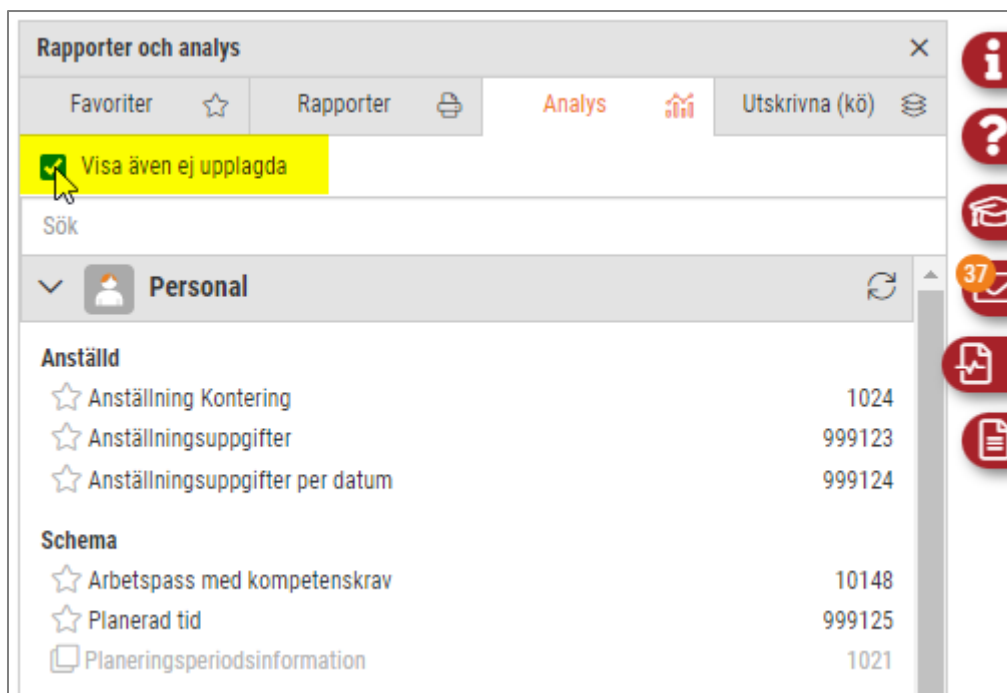 Rapporter och analys
Favoriter Rapporter Analys Utskrivna (kö)
Visa även ej upplagda
Sök
Personal
37
Anställd
Anställning Kontering 1024
Anställningsuppgifter 999123
Anställningsuppgifter per datum 999124
Schema
Arbetspass med kompetenskrav 10148
Planerad tid 999125
Planeringsperiodsinformation 1021